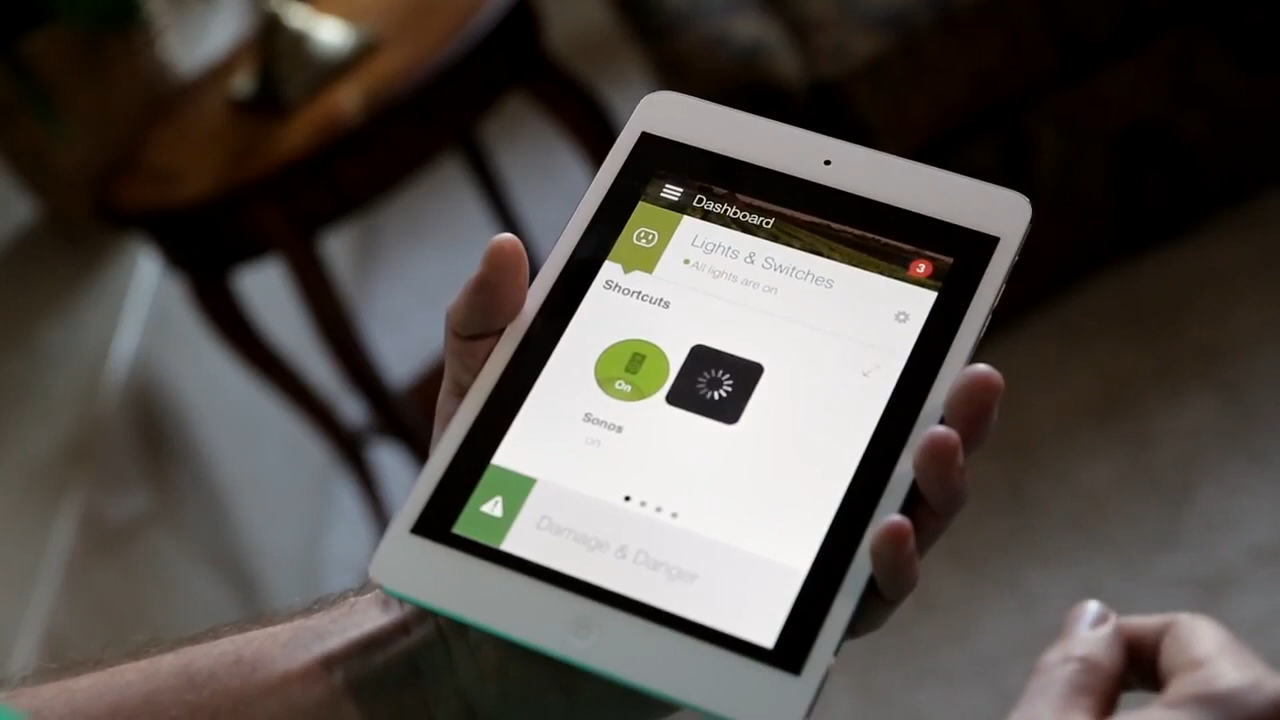 Dashboard
3
Lights & Switches
All lights are on
Shortcuts
On
Sonos
on
Damage & Danger